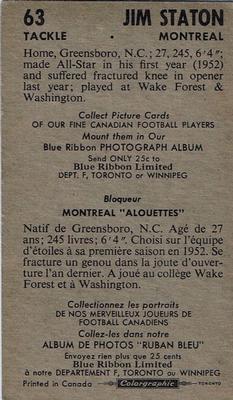 63 JIM STATON
TACKLE • MONTREAL
Home, Greensboro, N.C.; 27, 245, 6'4";
made All-Star in his first year (1952)
and suffered fractured knee in opener
last year; played at Wake Forest &
Washington.
Collect Picture Cards
OF OUR FINE CANADIAN FOOTBALL PLAYERS
Mount them in Our
Blue Ribbon PHOTOGRAPH ALBUM
Send ONLY 25c to
Blue Ribbon Limited
DEPT. F, TORONTO or WINNIPEG
Bloqueur
MONTREAL "ALOUETTES"
Natif de Greensboro, N.C. Agé de 27
ans; 245 livres; 6'4". Choisi sur l'équipe
d'étoiles à sa première saison en 1952. Se
fracture un genou dans la joute d'ouver-
ture l'an dernier. A joué au collège Wake
Forest et à Washington.
Collectionnez les portraits
DE NOS MERVEILLEUX JOUEURS DE
FOOTBALL CANADIENS
Collez-les dans notre
ALBUM DE PHOTOS "RUBAN BLEU"
Envoyez rien plus que 25 cents
Blue Ribbon Limited
à notre DEPARTEMENT F, TORONTO ou WINNIPEG
Printed in Canada Colorgraphic TORONTO